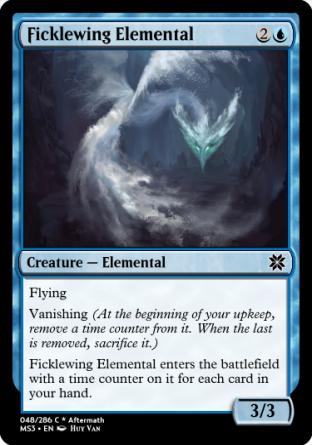 Ficklewing Elemental 2
Creature — Elemental
Flying
Vanishing (At the beginning of your upkeep,
remove a time counter from it. When the last
is removed, sacrifice it.)
Ficklewing Elemental enters the battlefield
with a time counter on it for each card in
your hand.
048/286 C * Aftermath
MS3 • EN Huy Van
3/3